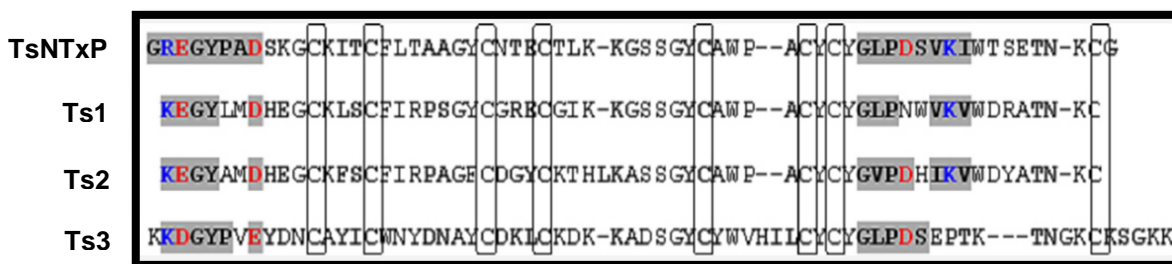 TsNTxP GREGYPADSKGCKITCFLTAAGYCNTECTLK-KGSSGYCAWP--ACYCYGLPDSVKIWTSETN-KCG
Ts1 KEGYLMDHEGCKLSCFIRPSGYCGRECGIK-KGSSGYCAWP--ACYCYGLPNWVKVWDRATN-KC
Ts2 KEGYAMDHEGCKFSCFIRPAGFCDGYCKTHLKASSGYCAWP--ACYCYGVPDHIKVWDYATN-KC
Ts3 KKDGYPVEYDNCAYICWNYDNAYCDKLCKDK-KADSGYCYWVHILCYCYGLPDSEPTK---TNGKCKSGKK